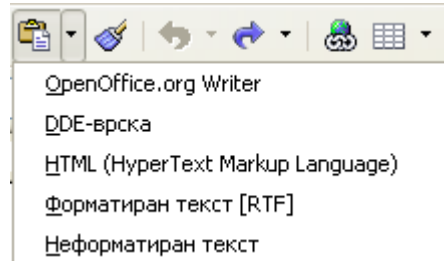 OpenOffice.org Writer
DDE-врска
HTML (HyperText Markup Language)
Форматиран текст [RTF]
Неформатиран текст